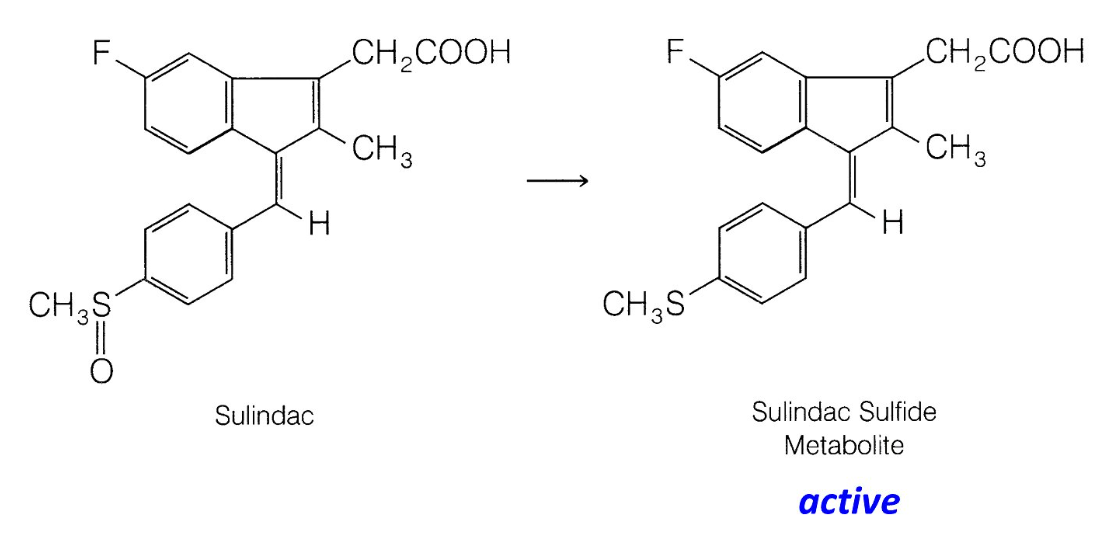 F
CH₂COOH
CH₃
H
CH₃S
O
Sulindac
F
CH₂COOH
CH₃
H
CH₃S
Sulindac Sulfide
Metabolite
active